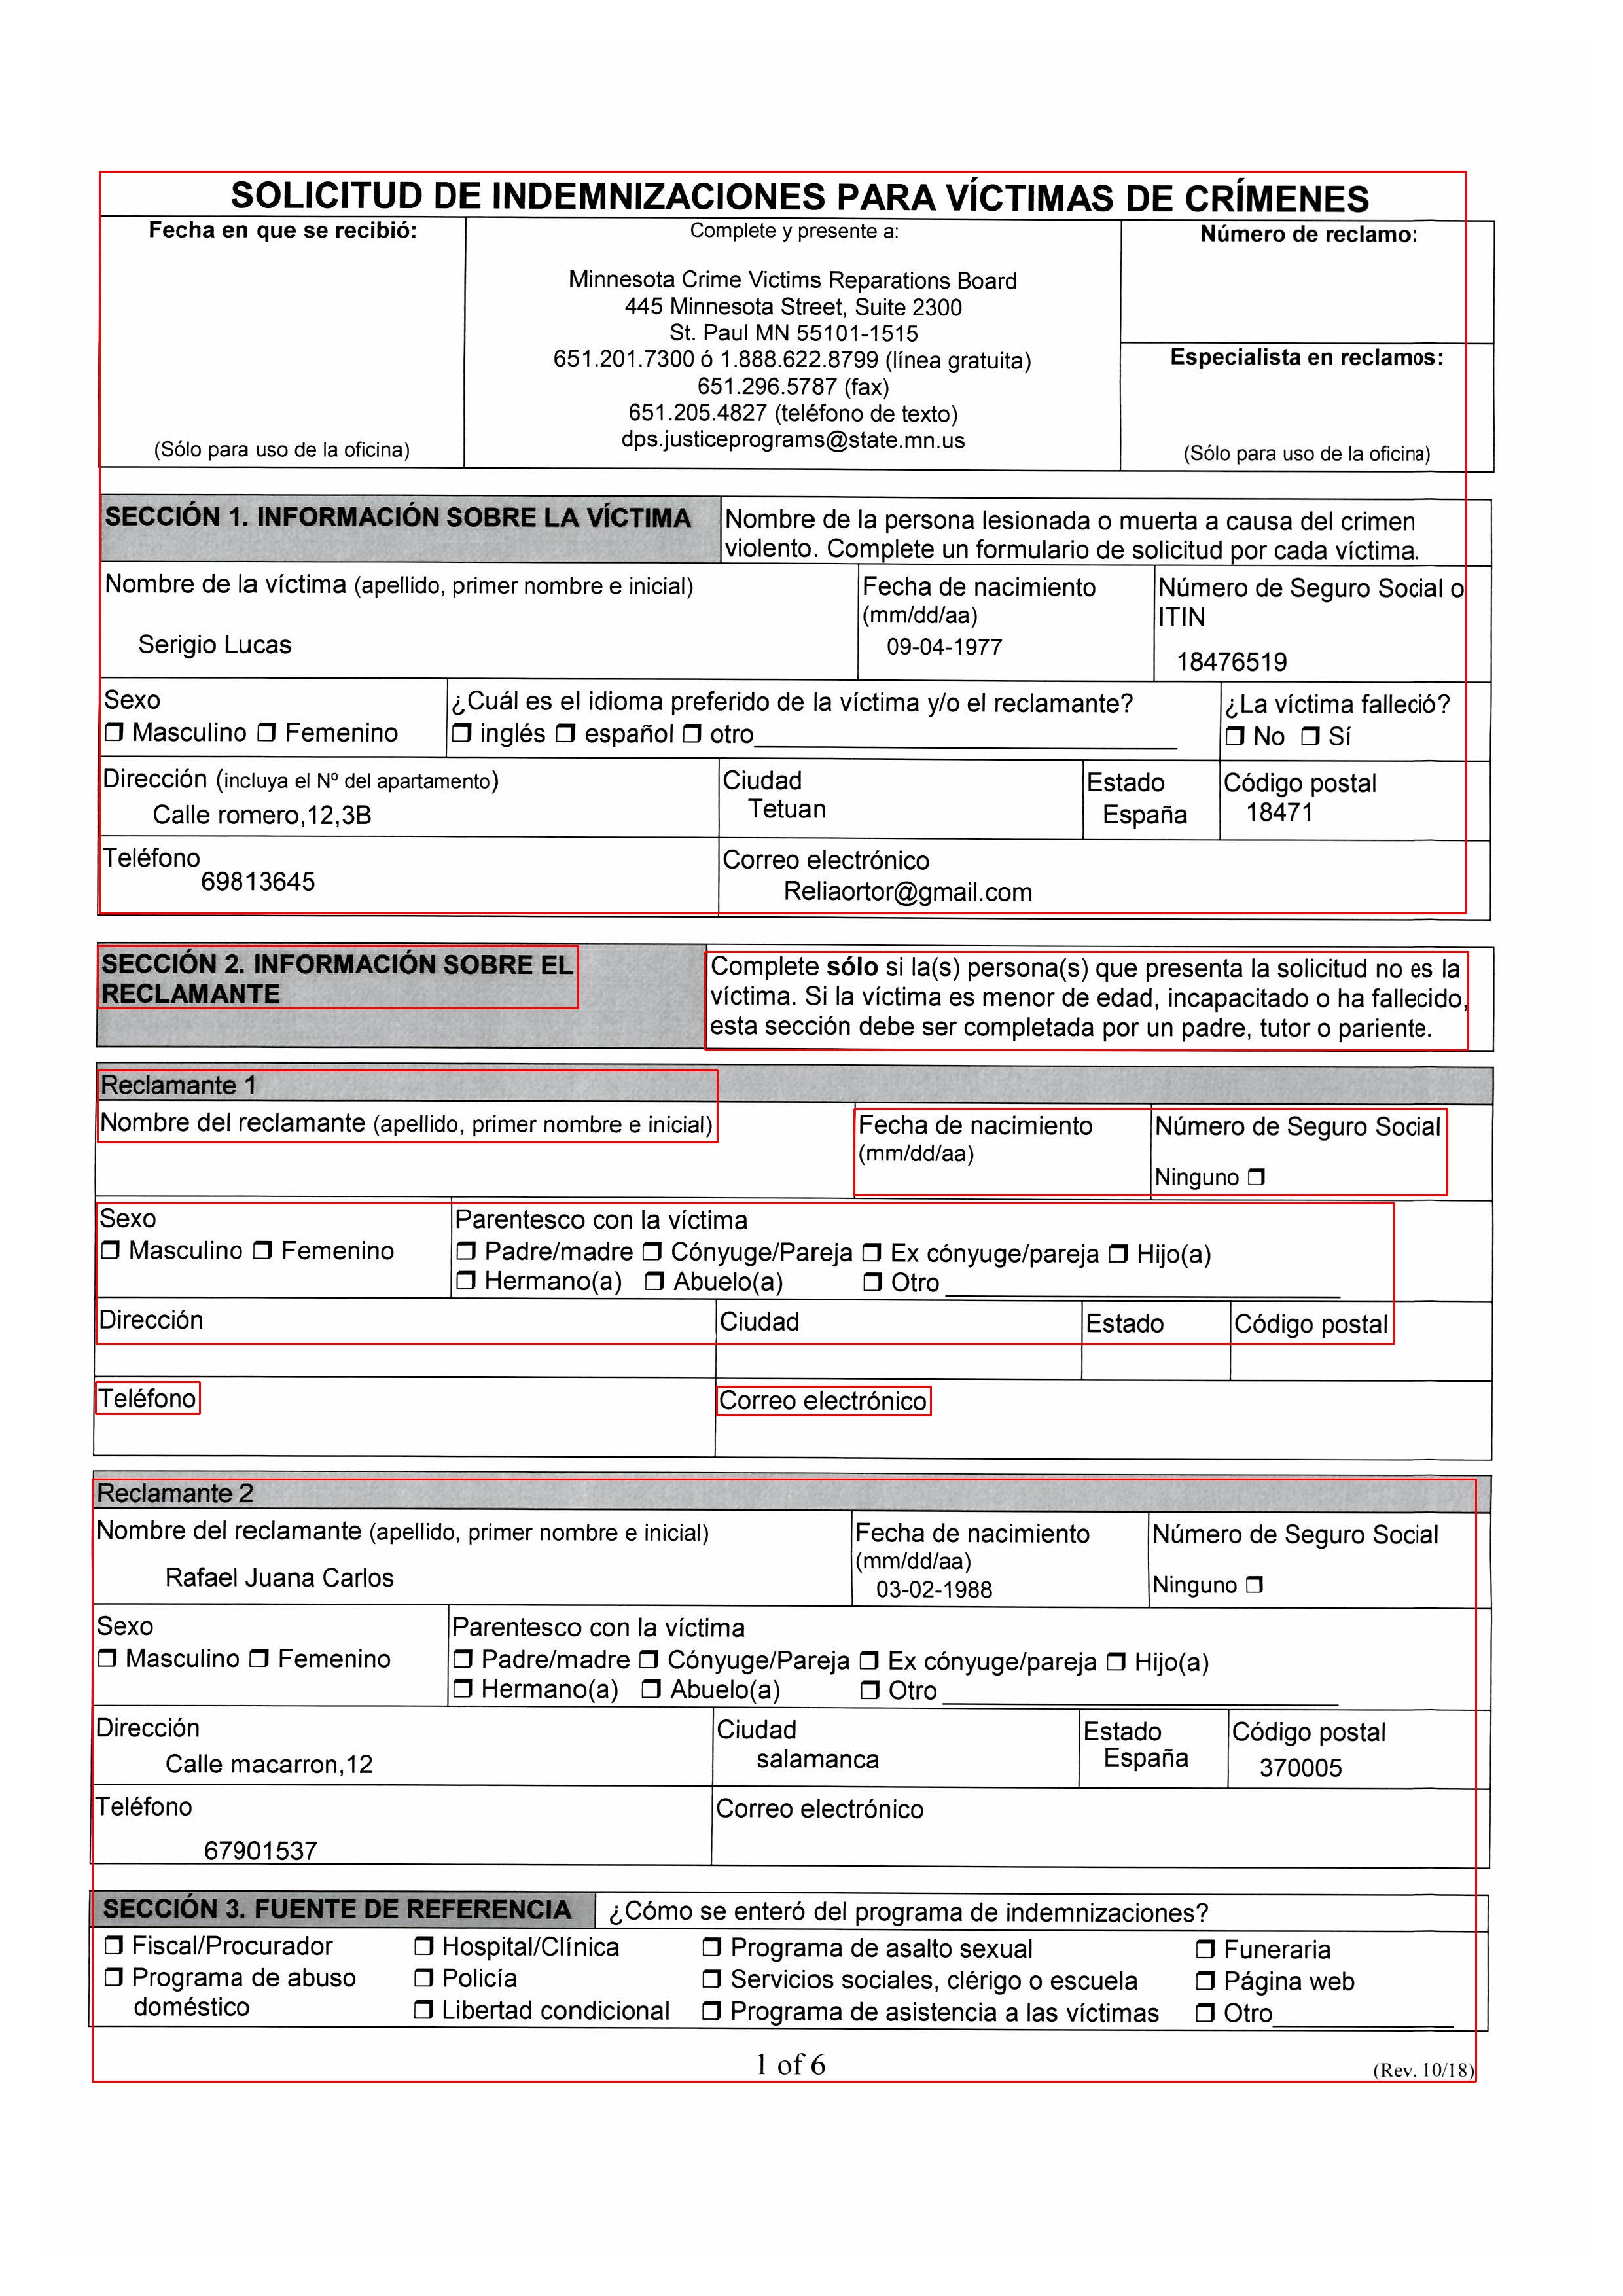 SOLICITUD DE INDEMNIZACIONES PARA VÍCTIMAS DE CRÍMENES
Fecha en que se recibió:
(Sólo para uso de la oficina)
Complete y presente a:
Minnesota Crime Victims Reparations Board
445 Minnesota Street, Suite 2300
St. Paul MN 55101-1515
651.201.7300 ó 1.888.622.8799 (línea gratuita)
651.296.5787 (fax)
651.205.4827 (teléfono de texto)
dps.justiceprograms@state.mn.us
Número de reclamo:
Especialista en reclamos:
(Sólo para uso de la oficina)
SECCIÓN 1. INFORMACIÓN SOBRE LA VÍCTIMA
Nombre de la persona lesionada o muerta a causa del crimen
violento. Complete un formulario de solicitud por cada víctima.
Nombre de la víctima (apellido, primer nombre e inicial)
Serigio Lucas
Fecha de nacimiento
(mm/dd/aa)
09-04-1977
Número de Seguro Social o
ITIN
18476519
Sexo
❒ Masculino ❒ Femenino
¿Cuál es el idioma preferido de la víctima y/o el reclamante?
❒ inglés ❒ español ❒ otro
¿La víctima falleció?
❒ No ❒ Sí
Dirección (incluya el Nº del apartamento)
Calle romero,12,3B
Ciudad
Tetuan
Estado
España
Código postal
18471
Teléfono
69813645
Correo electrónico
Reliaortor@gmail.com
SECCIÓN 2. INFORMACIÓN SOBRE EL
RECLAMANTE
Complete sólo si la(s) persona(s) que presenta la solicitud no es la
víctima. Si la víctima es menor de edad, incapacitado o ha fallecido,
esta sección debe ser completada por un padre, tutor o pariente.
Reclamante 1
Nombre del reclamante (apellido, primer nombre e inicial)
Fecha de nacimiento
(mm/dd/aa)
Número de Seguro Social
Ninguno ❒
Sexo
❒ Masculino ❒ Femenino
Parentesco con la víctima
❒ Padre/madre ❒ Cónyuge/Pareja ❒ Ex cónyuge/pareja ❒ Hijo(a)
❒ Hermano(a) ❒ Abuelo(a) ❒ Otro
Dirección
Ciudad
Estado
Código postal
Teléfono
Correo electrónico
Reclamante 2
Nombre del reclamante (apellido, primer nombre e inicial)
Rafael Juana Carlos
Fecha de nacimiento
(mm/dd/aa)
03-02-1988
Número de Seguro Social
Ninguno ❒
Sexo
❒ Masculino ❒ Femenino
Parentesco con la víctima
❒ Padre/madre ❒ Cónyuge/Pareja ❒ Ex cónyuge/pareja ❒ Hijo(a)
❒ Hermano(a) ❒ Abuelo(a) ❒ Otro
Dirección
Calle macarron,12
Ciudad
salamanca
Estado
España
Código postal
370005
Teléfono
67901537
Correo electrónico
SECCIÓN 3. FUENTE DE REFERENCIA
¿Cómo se enteró del programa de indemnizaciones?
❒ Fiscal/Procurador
❒ Programa de abuso
doméstico
❒ Hospital/Clínica
❒ Policía
❒ Libertad condicional
❒ Programa de asalto sexual
❒ Servicios sociales, clérigo o escuela
❒ Programa de asistencia a las víctimas
❒ Funeraria
❒ Página web
❒ Otro
1 of 6
(Rev. 10/18)